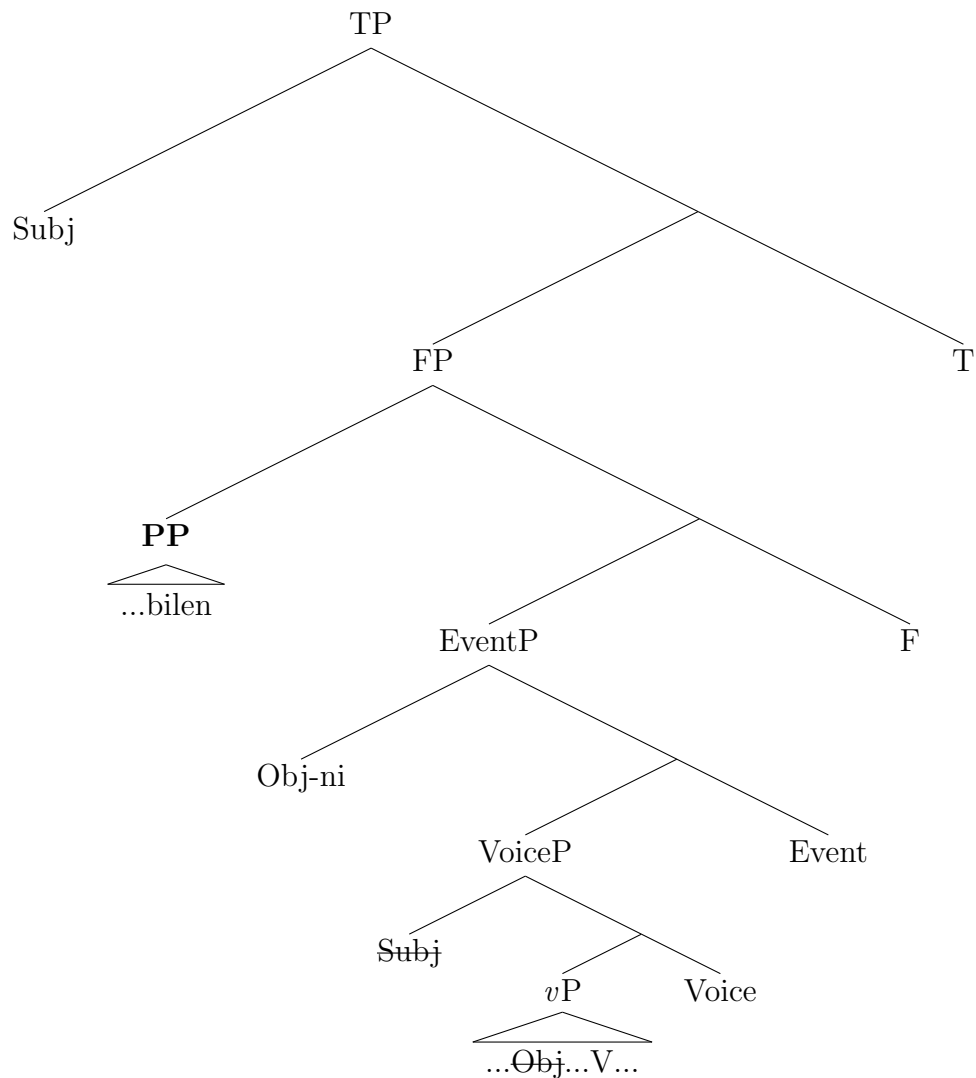 TP
Subj
FP T
PP
...bilen
EventP F
Obj-ni
VoiceP Event
Subj
vP Voice
...Obj...V...